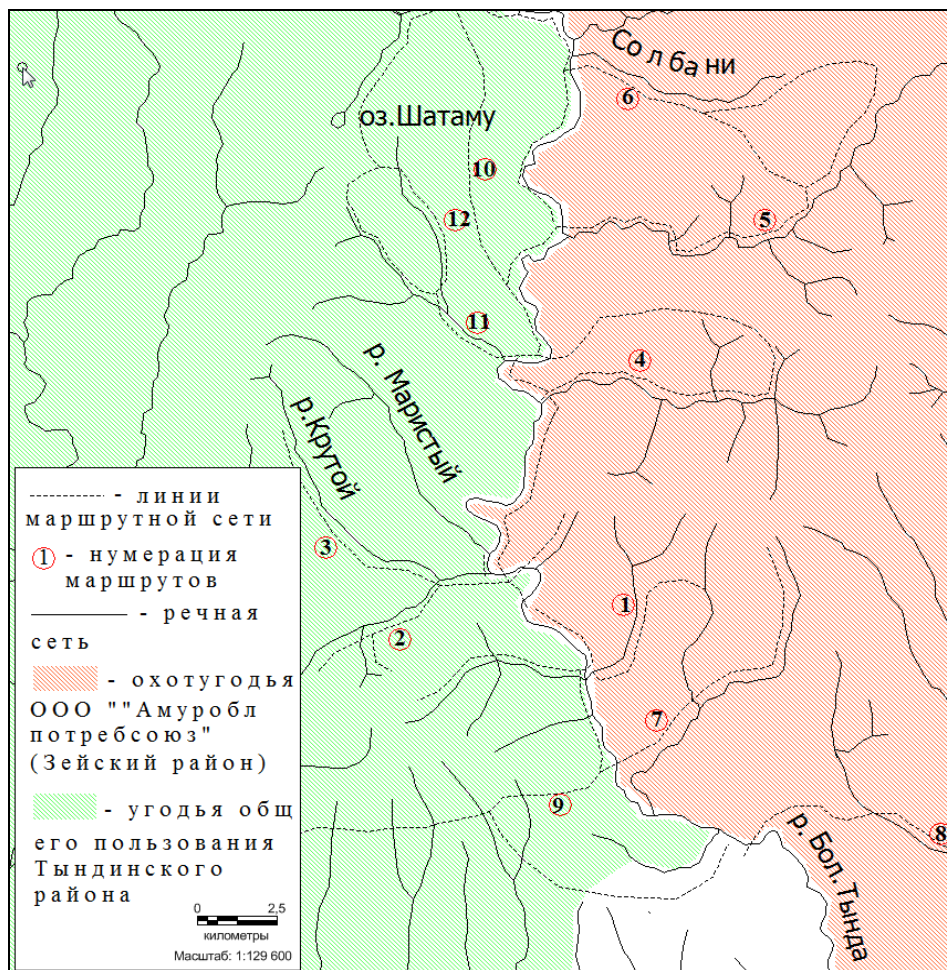 Солбани
6
оз.Шатаму
10
12
5
11
4
р. Маристый
р.Крутой
3
1
2
7
9
8
р. Бол. Тында
- линии
маршрутной сети
1 - нумерация
маршрутов
- речная
сеть
- охотугодья
ООО ""Амуробл
потребсоюз"
(Зейский район)
- угодья общ
его пользования
Тындинского
района
0 2,5
километры
Масштаб: 1:129 600